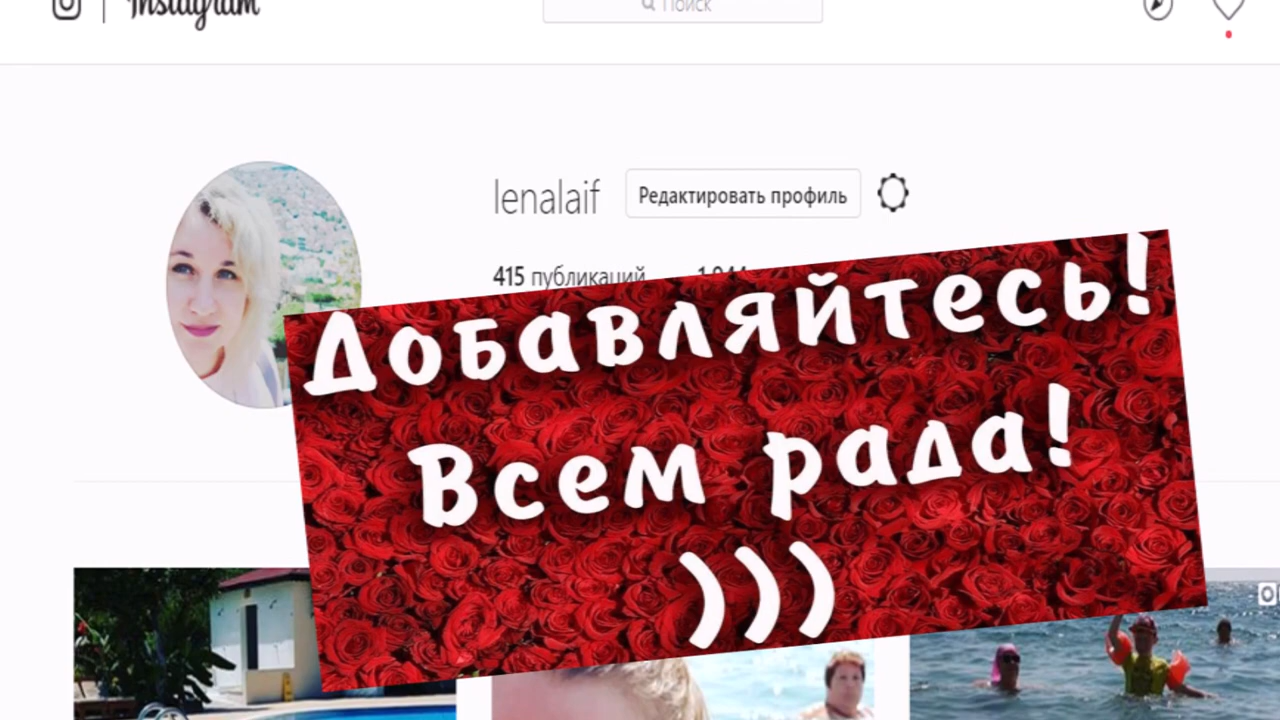 Instagram
Поиск
lenalaif
Редактировать профиль
415 публикаций
Добавляйтесь!
Всем рада!
)))